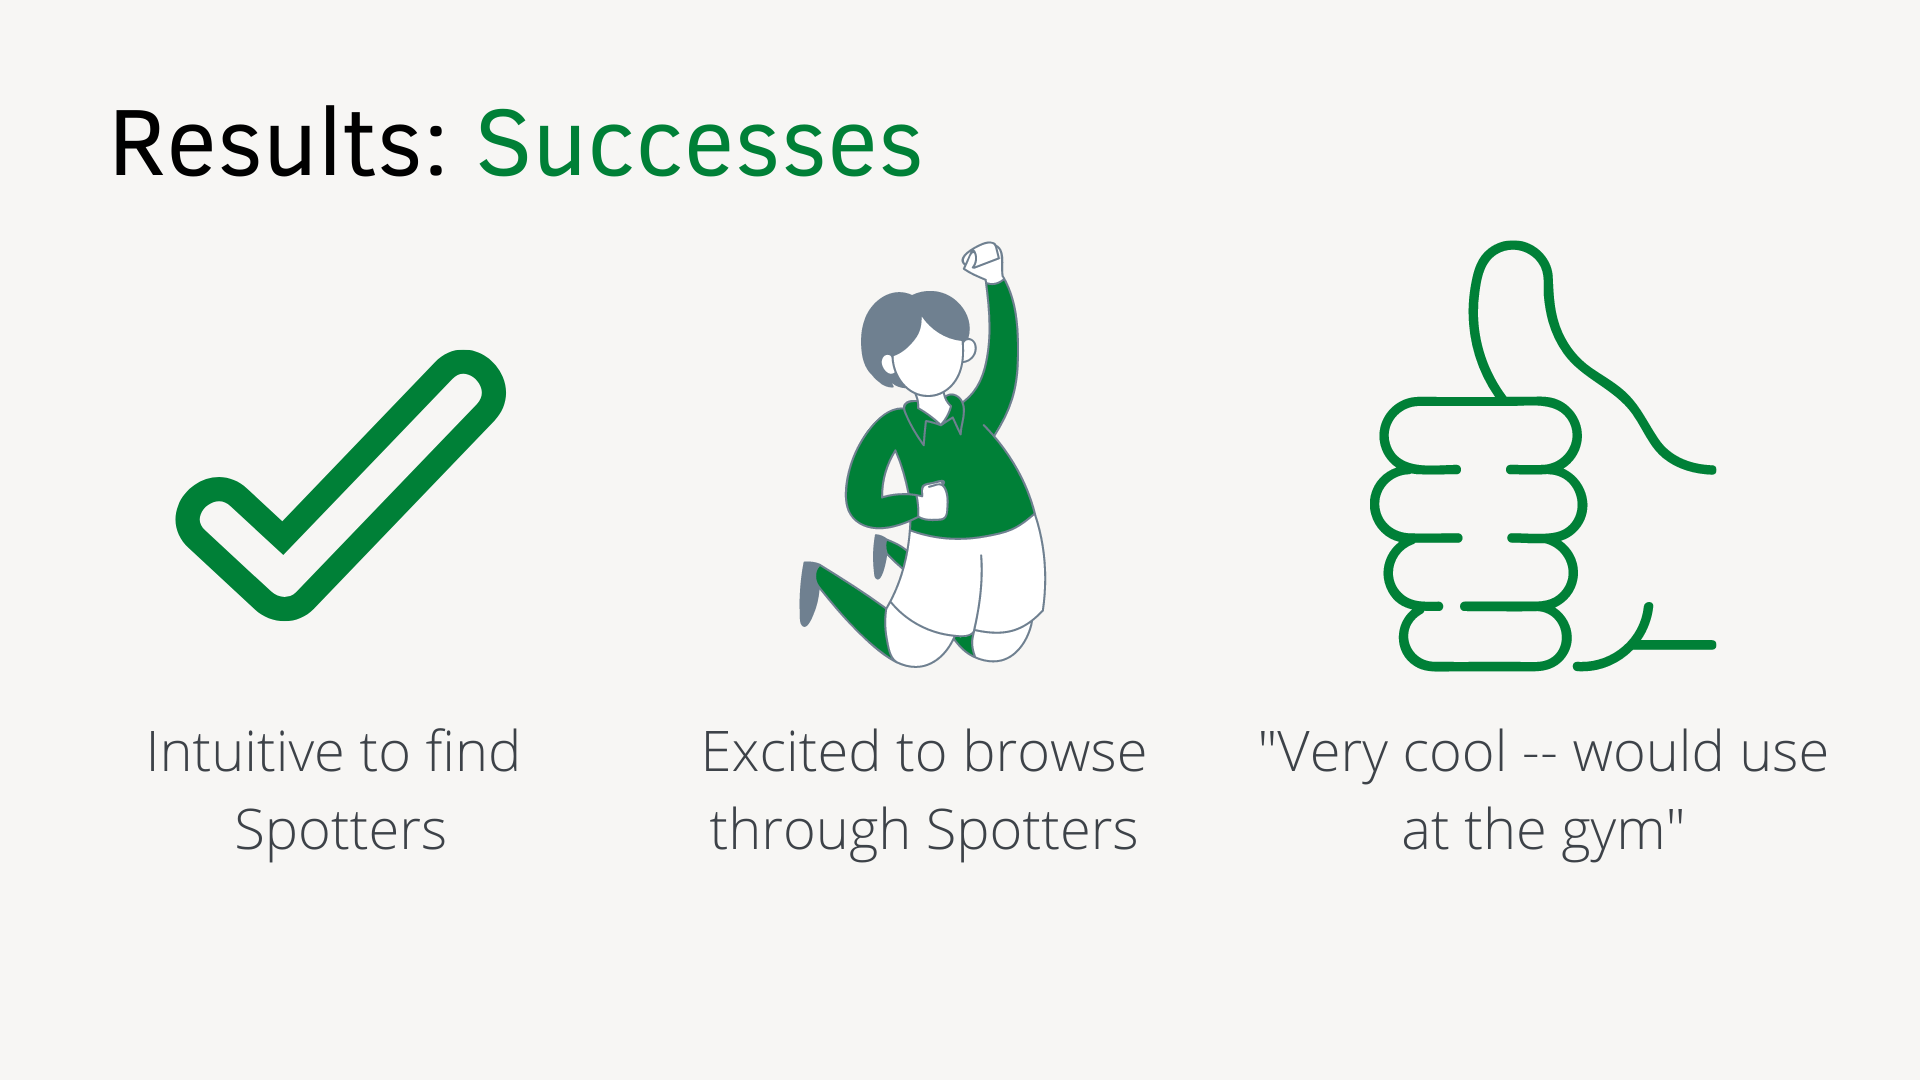 Results: Successes
Intuitive to find
Spotters
Excited to browse
through Spotters
"Very cool -- would use
at the gym"